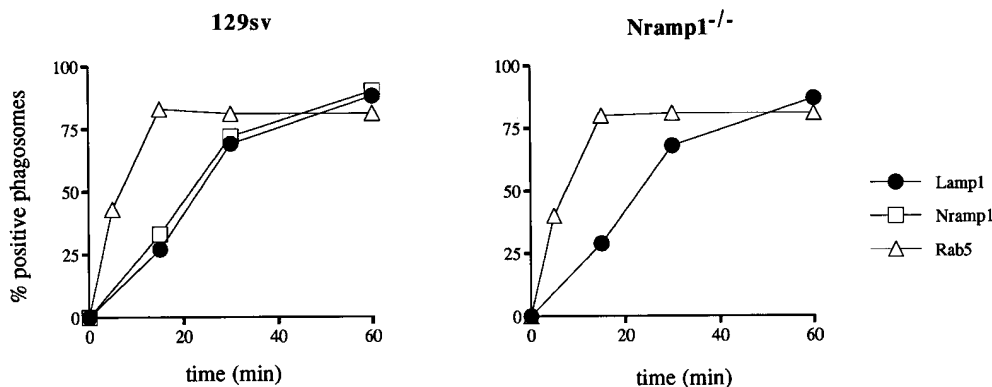 129sv
Nramp1-/-
% positive phagosomes
100
75
50
25
0
0 20 40 60
time (min)
100
75
50
25
0
0 20 40 60
time (min)
Lamp1
Nramp1
Rab5